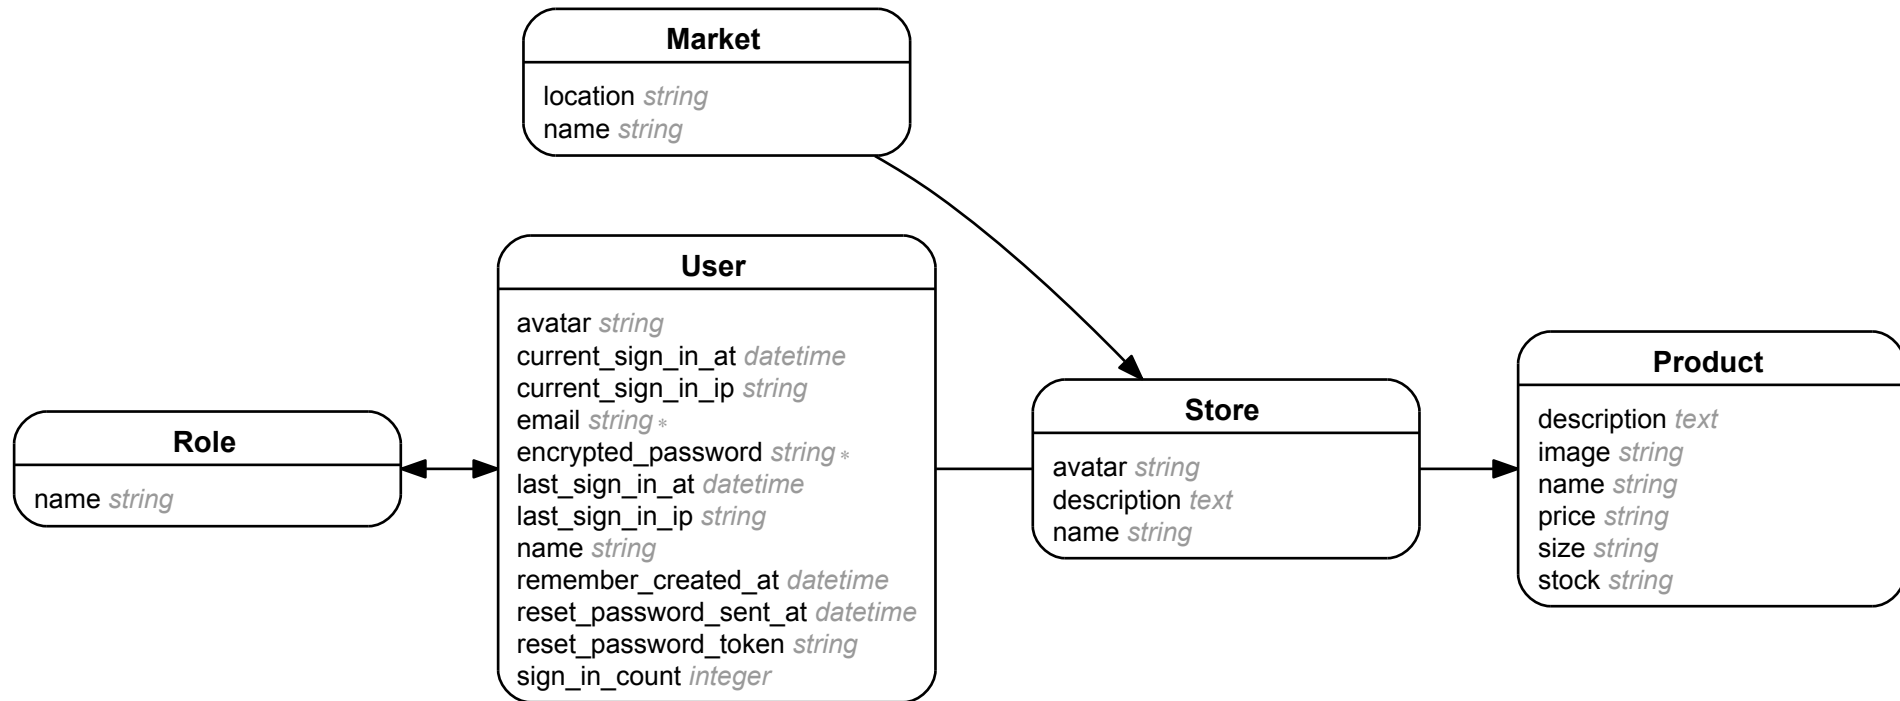 Market
location string
name string
User
avatar string
current_sign_in_at datetime
current_sign_in_ip string
email string *
encrypted_password string *
last_sign_in_at datetime
last_sign_in_ip string
name string
remember_created_at datetime
reset_password_sent_at datetime
reset_password_token string
sign_in_count integer
Role
name string
Store
avatar string
description text
name string
Product
description text
image string
name string
price string
size string
stock string